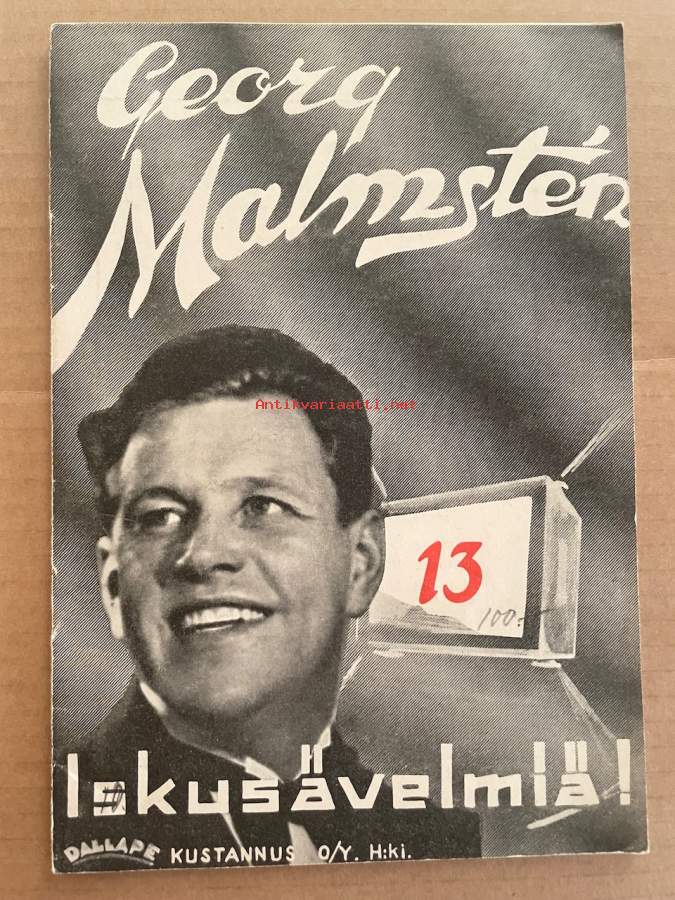 Georg
Malmstén
Antikvariaatti.net
13
100:-
Iskusävelmiä!
DALLAPE KUSTANNUS O/Y. H:ki.